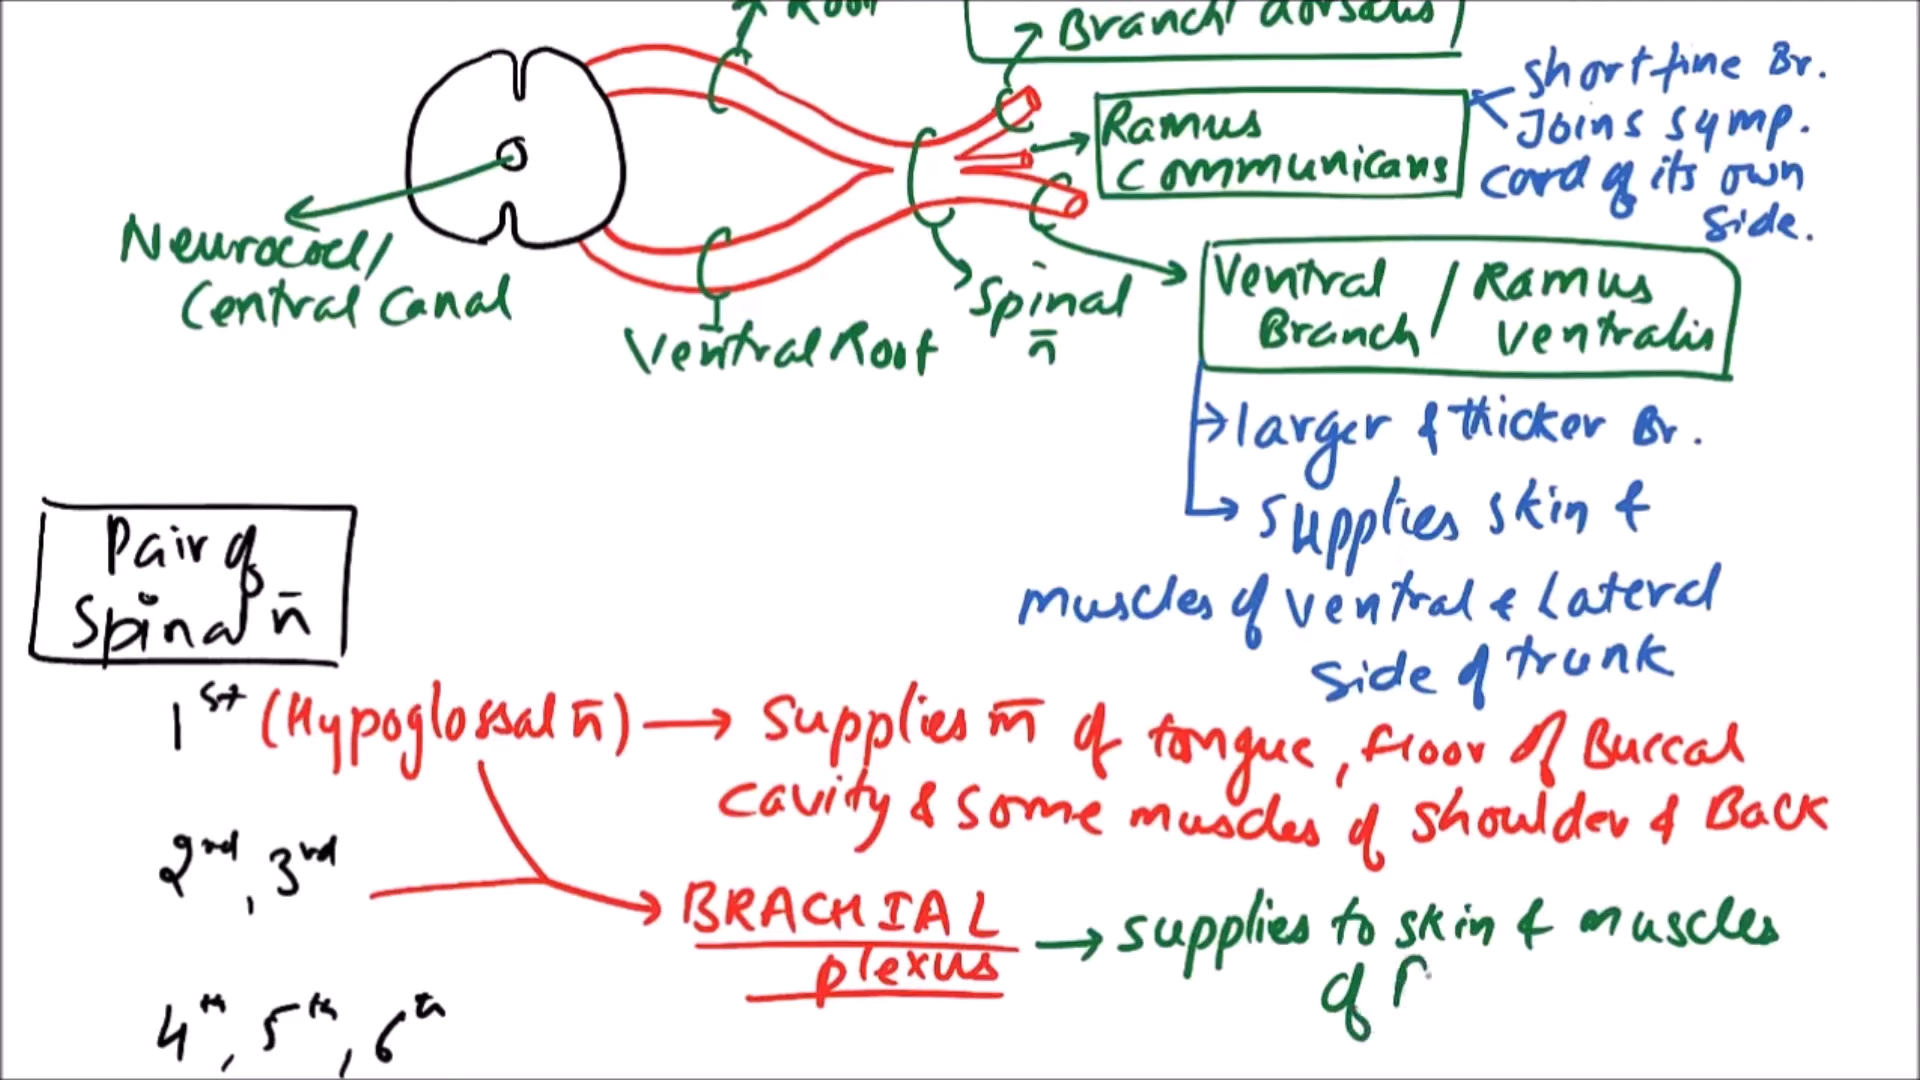 Root
Branch/dorsalis
short fine Br.
Joins symp.
cord of its own
side.
Ramus
Communicans
Neurocoel/
Central Canal
Ventral Root
Spinal
n̄
Ventral / Ramus
Branch / ventralis
→ larger & thicker Br.
→ supplies skin &
muscles of ventral & Lateral
side of trunk
Pair of
Spinal n̄
1st (Hypoglossal n̄) → Supplies m̄ of tongue, floor of Buccal
cavity & some muscles of shoulder & Back
2nd, 3rd
BRACHIAL → supplies to skin & muscles
plexus
of
4th, 5th, 6th